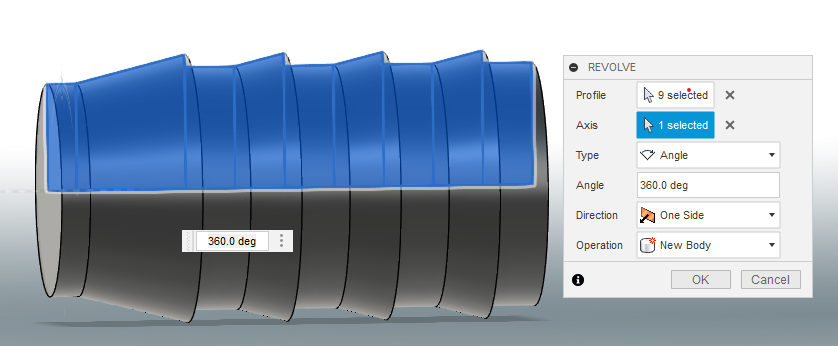 REVOLVE
Profile 9 selected
Axis 1 selected
Type Angle
Angle 360.0 deg
Direction One Side
Operation New Body
OK Cancel
360.0 deg